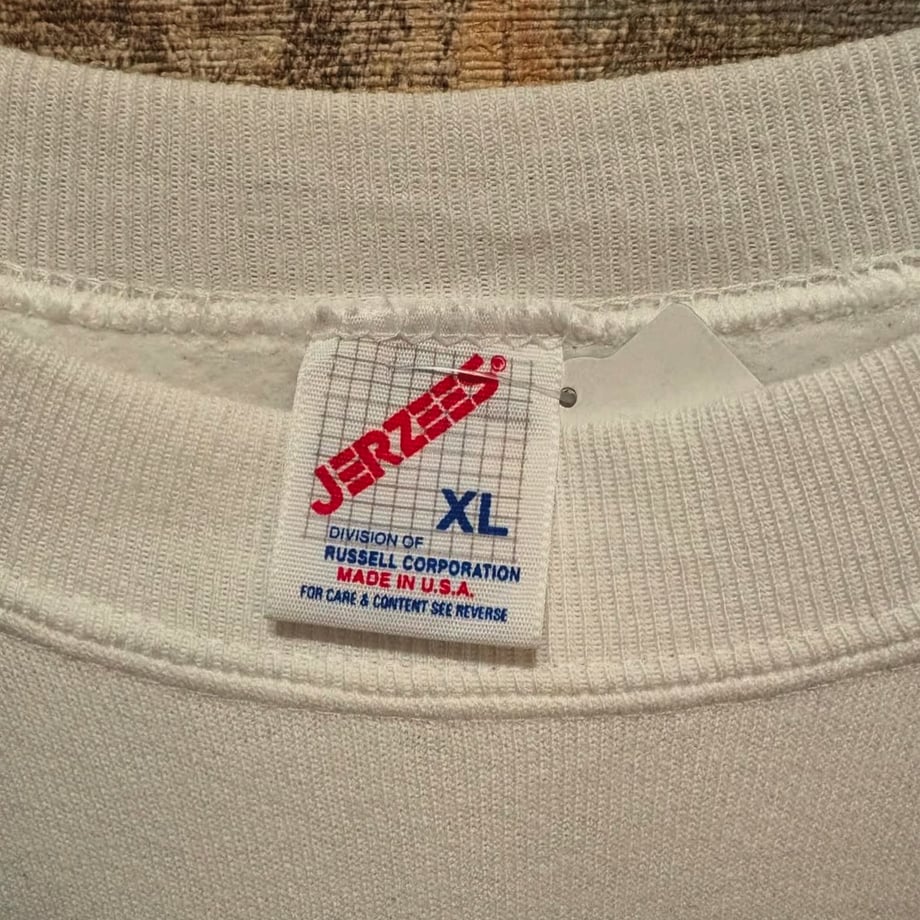 JERZEES®
XL
DIVISION OF
RUSSELL CORPORATION
MADE IN U.S.A.
FOR CARE & CONTENT SEE REVERSE